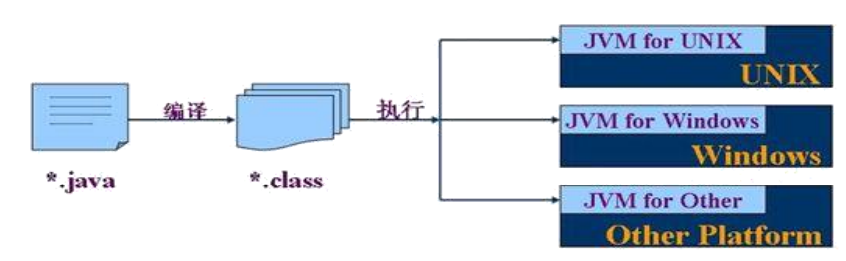 JVM for UNIX
UNIX
编译
执行
JVM for Windows
Windows
*.java
*.class
JVM for Other
Other Platform